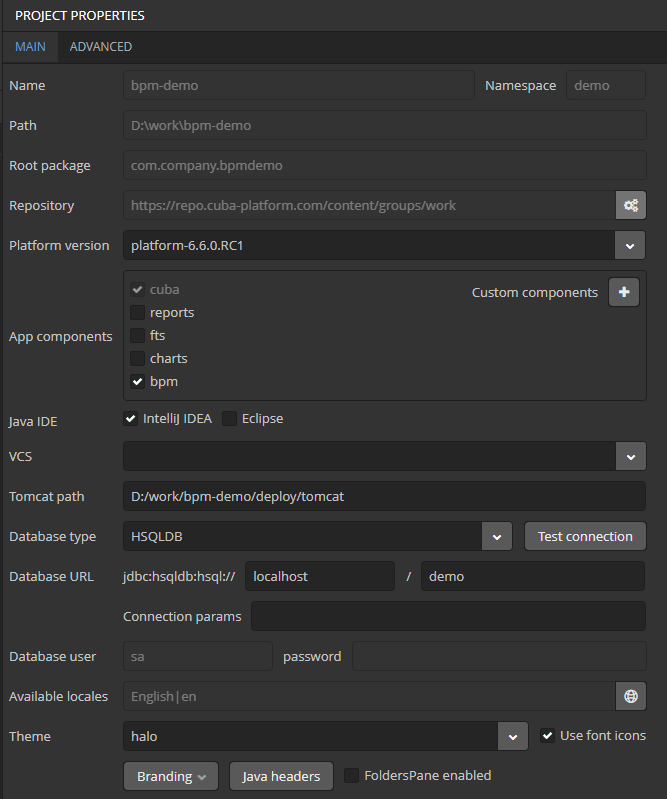 PROJECT PROPERTIES
MAIN ADVANCED
Name bpm-demo Namespace demo
Path D:\work\bpm-demo
Root package com.company.bpmdemo
Repository https://repo.cuba-platform.com/content/groups/work
Platform version platform-6.6.0.RC1
cuba Custom components
reports
App components fts
charts
bpm
Java IDE IntelliJ IDEA Eclipse
VCS
Tomcat path D:/work/bpm-demo/deploy/tomcat
Database type HSQLDB Test connection
Database URL jdbc:hsqldb:hsql:// localhost / demo
Connection params
Database user sa password
Available locales English|en
Theme halo Use font icons
Branding Java headers FoldersPane enabled